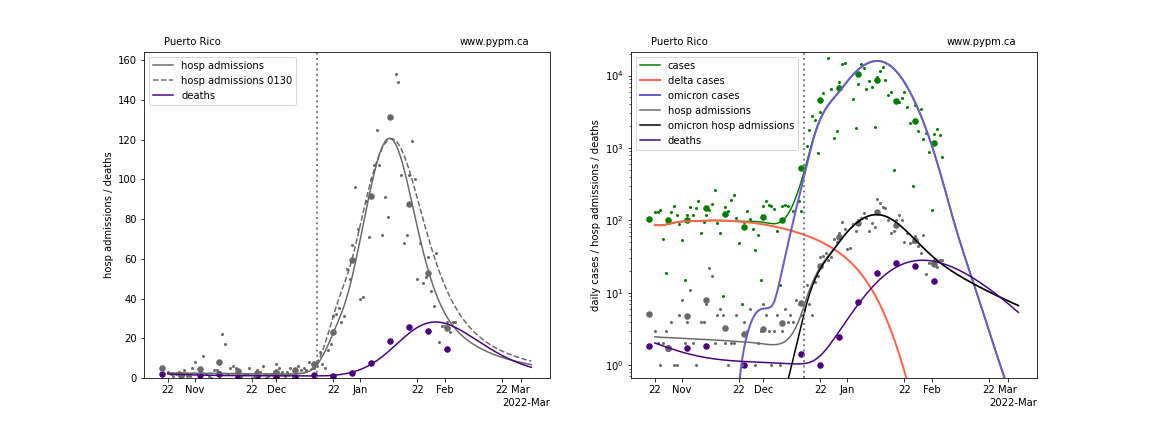 Puerto Rico www.pypm.ca
hosp admissions
hosp admissions 0130
deaths
hosp admissions / deaths
160
140
120
100
80
60
40
20
0
22 Nov 22 Dec 22 Jan 22 Feb 22 Mar
2022-Mar
Puerto Rico www.pypm.ca
cases
delta cases
omicron cases
hosp admissions
omicron hosp admissions
deaths
daily cases / hosp admissions / deaths
10⁴
10³
10²
10¹
10⁰
22 Nov 22 Dec 22 Jan 22 Feb 22 Mar
2022-Mar